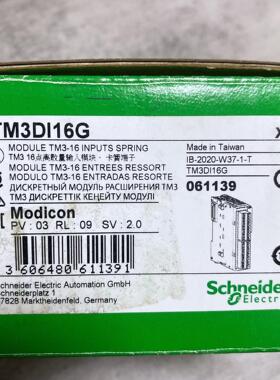 TM3DI16G
MODULE TM3-16 INPUTS SPRING
TM3 16点离散量输入模块、卡簧端子
MODULE TM3-16 ENTREES RESSORT
MODULO TM3-16 ENTRADAS RESORTE
ДИСКРЕТНЫЙ МОДУЛЬ РАСШИРЕНИЯ ТМ3
ТМ3 ДИСКРЕТТІК КЕҢЕЙТУ МОДУЛІ
Modicon
PV : 03 RL : 09 SV : 2.0
3 606480 611391
Schneider Electric Automation GmbH
Schneiderplatz 1
97828 Marktheidenfeld, Germany
Made in Taiwan
IB-2020-W37-1-T
TM3DI16G
061139
Schneider
Electric